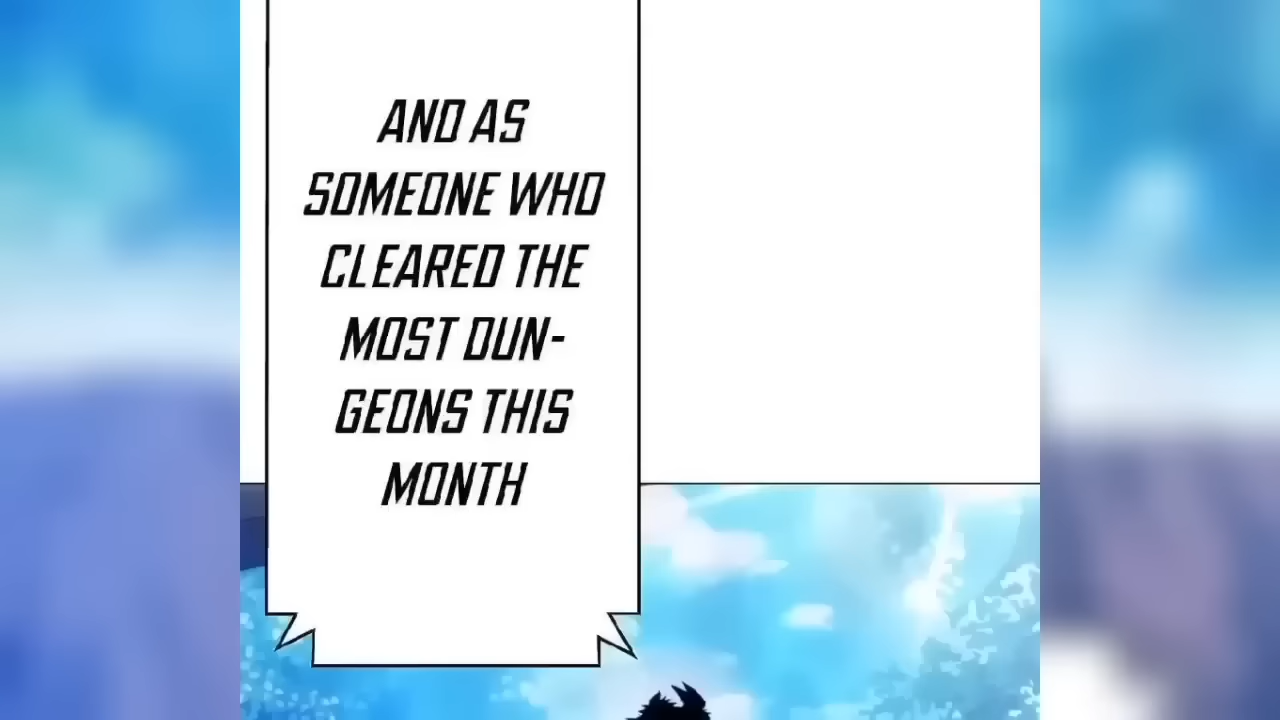 AND AS
SOMEONE WHO
CLEARED THE
MOST DUN-
GEONS THIS
MONTH